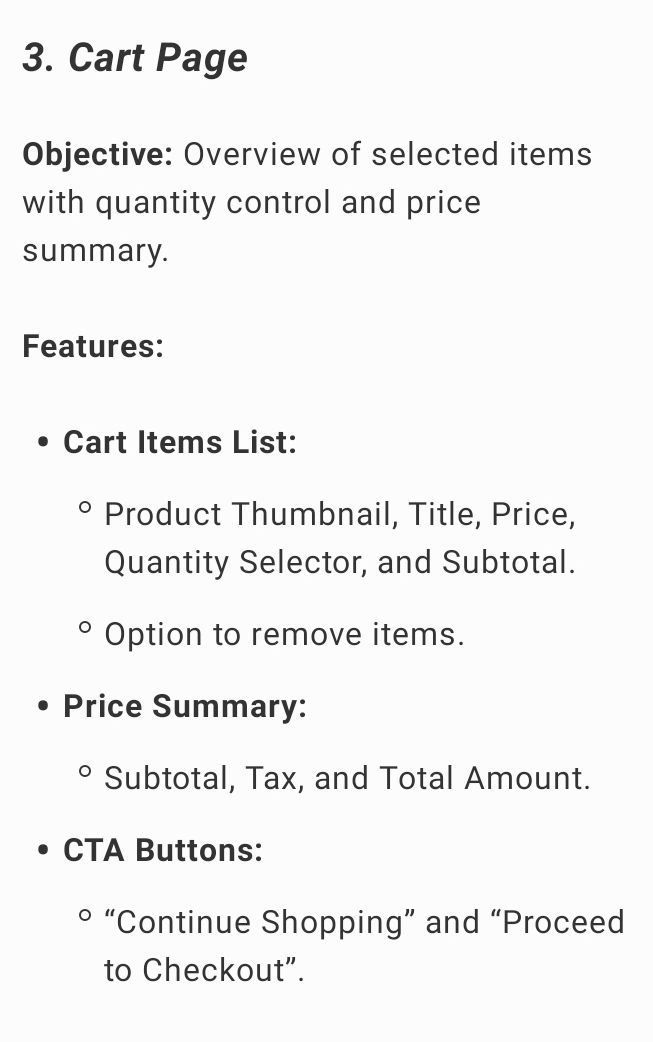 3. Cart Page
Objective: Overview of selected items
with quantity control and price
summary.
Features:
• Cart Items List:
○ Product Thumbnail, Title, Price,
Quantity Selector, and Subtotal.
○ Option to remove items.
• Price Summary:
○ Subtotal, Tax, and Total Amount.
• CTA Buttons:
○ “Continue Shopping” and “Proceed
to Checkout”.